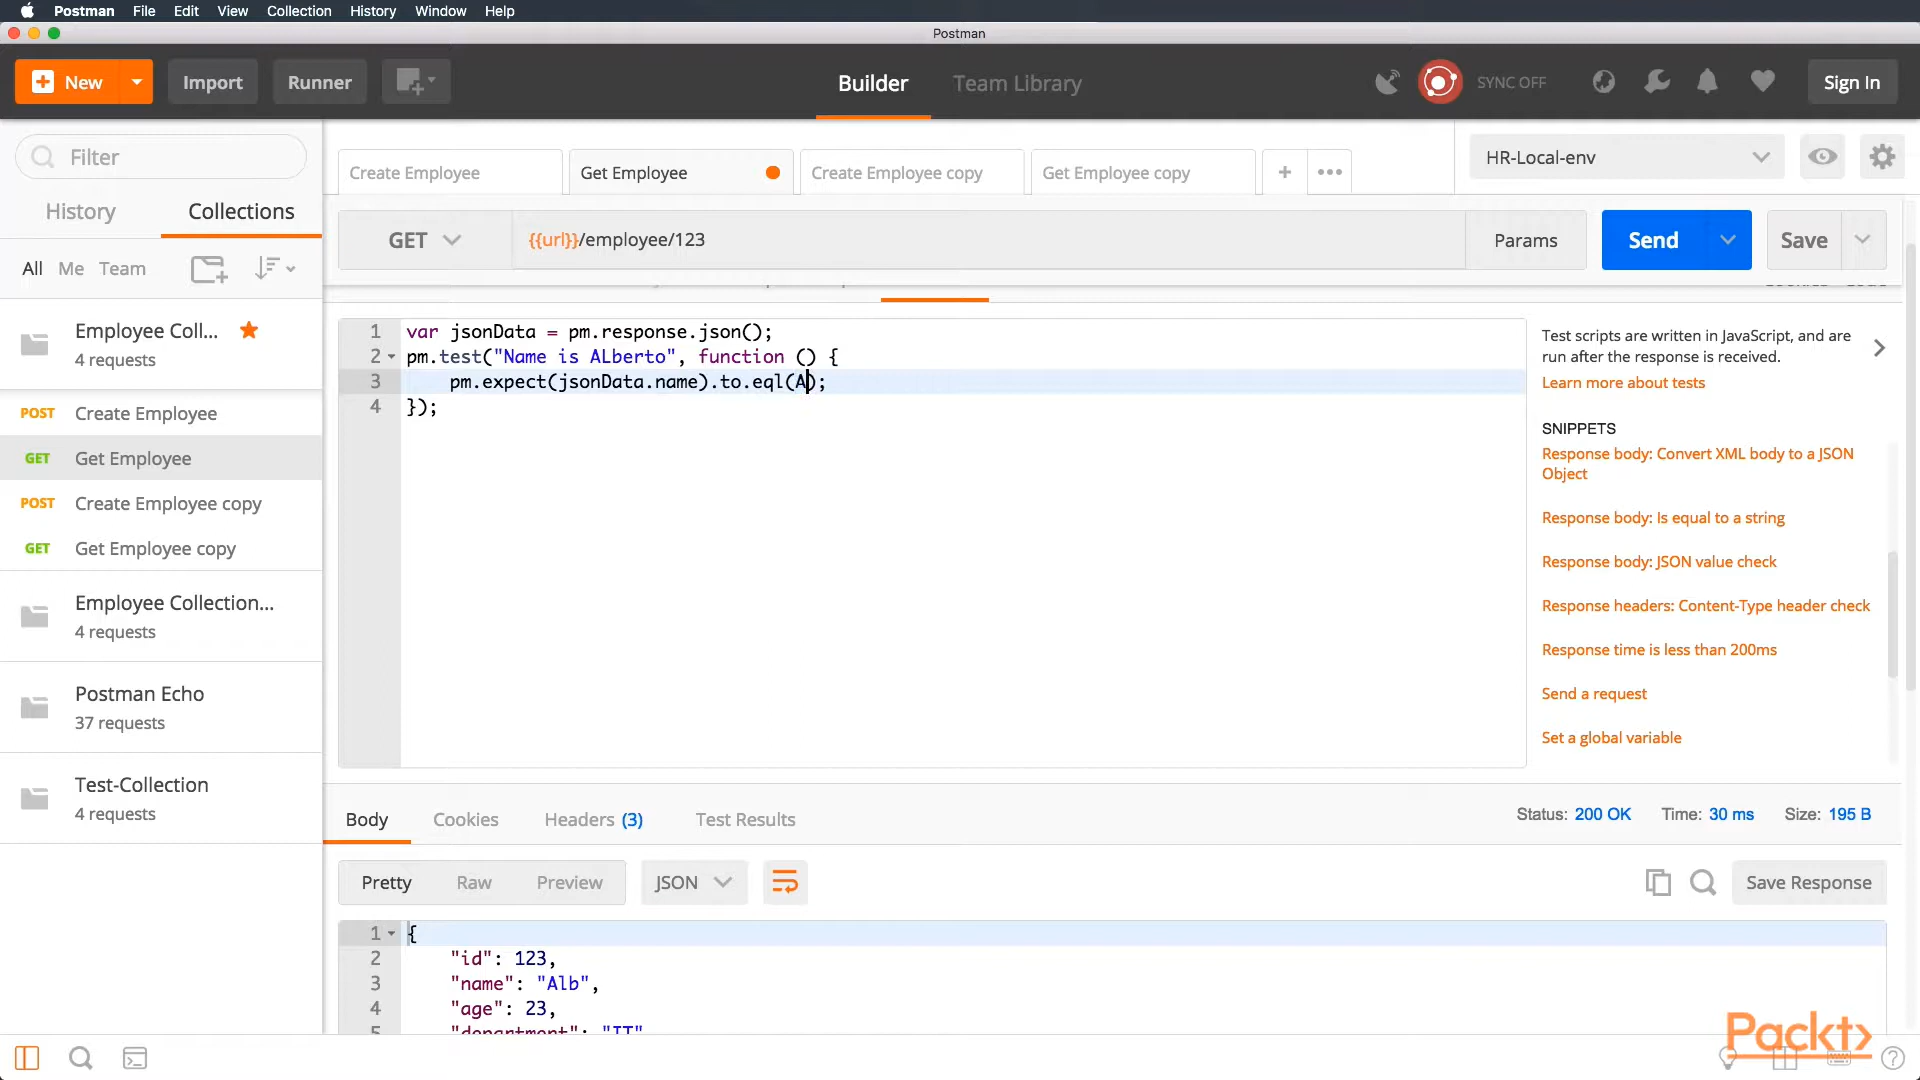 Postman File Edit View Collection History Window Help
Postman
New Import Runner Builder Team Library SYNC OFF Sign In
Filter
History Collections
All Me Team
Employee Coll...
4 requests
POST Create Employee
GET Get Employee
POST Create Employee copy
GET Get Employee copy
Employee Collection...
4 requests
Postman Echo
37 requests
Test-Collection
4 requests
Create Employee Get Employee Create Employee copy Get Employee copy + •••
HR-Local-env
GET {{url}}/employee/123 Params Send Save
1 var jsonData = pm.response.json();
2 pm.test("Name is ALberto", function () {
3 pm.expect(jsonData.name).to.eql(A);
4 });
Test scripts are written in JavaScript, and are
run after the response is received.
Learn more about tests
SNIPPETS
Response body: Convert XML body to a JSON
Object
Response body: Is equal to a string
Response body: JSON value check
Response headers: Content-Type header check
Response time is less than 200ms
Send a request
Set a global variable
Body Cookies Headers (3) Test Results
Status: 200 OK Time: 30 ms Size: 195 B
Pretty Raw Preview JSON Save Response
1 {
2 "id": 123,
3 "name": "Alb",
4 "age": 23,
5 "department": "IT"
Packt>